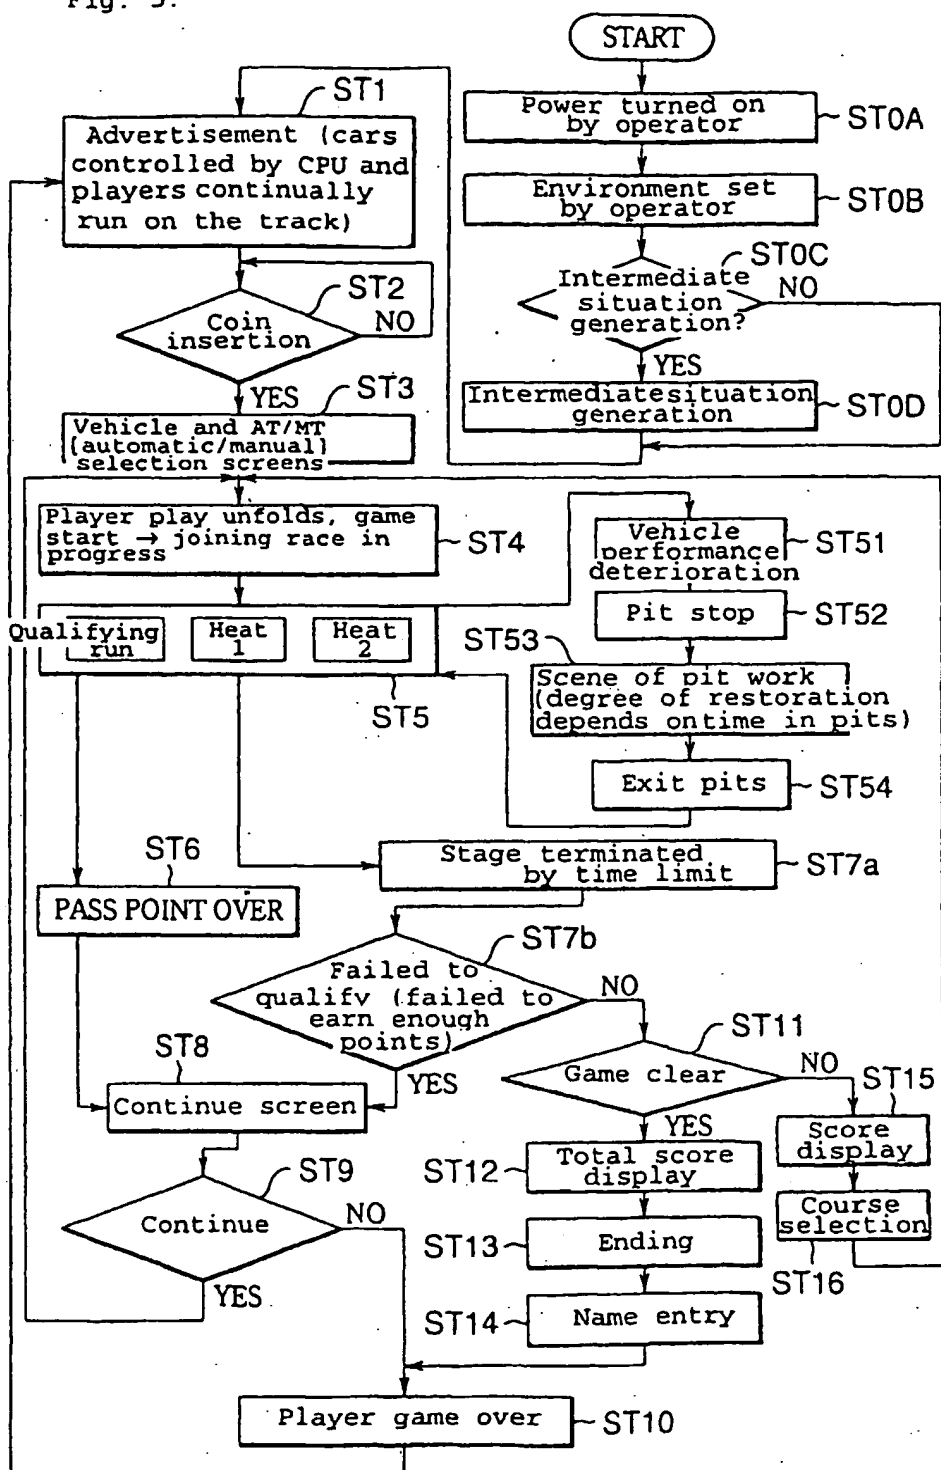 Fig. 5.
START
Power turned on
by operator
ST0A
Environment set
by operator
ST0B
ST0C
Intermediate
situation
generation?
NO
YES
Intermediatesituation
generation
ST0D
ST1
Advertisement (cars
controlled by CPU and
players continually
run on the track)
ST2
Coin
insertion
NO
YES
ST3
Vehicle and AT/MT
(automatic/manual)
selection screens
Player play unfolds, game
start → joining race in
progress
ST4
Qualifying
run
Heat
1
Heat
2
ST5
Vehicle
performance
deterioration
ST51
Pit stop
ST52
ST53
Scene of pit work
(degree of restoration
depends on time in pits)
Exit pits
ST54
ST6
PASS POINT OVER
Stage terminated
by time limit
ST7a
ST7b
Failed to
qualify (failed to
earn enough
points)
NO
YES
ST8
Continue screen
ST9
Continue
NO
YES
ST11
Game clear
NO
YES
ST12
Total score
display
ST13
Ending
ST14
Name entry
ST15
Score
display
Course
selection
ST16
Player game over
ST10